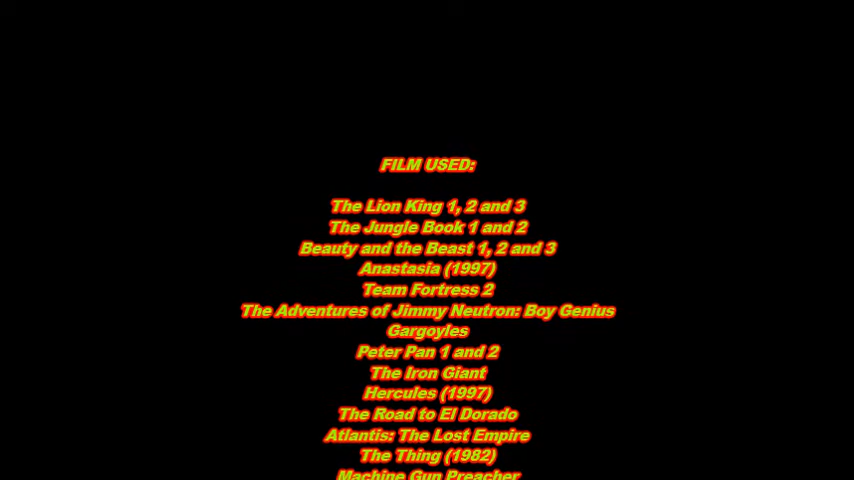 FILM USED:
The Lion King 1, 2 and 3
The Jungle Book 1 and 2
Beauty and the Beast 1, 2 and 3
Anastasia (1997)
Team Fortress 2
The Adventures of Jimmy Neutron: Boy Genius
Gargoyles
Peter Pan 1 and 2
The Iron Giant
Hercules (1997)
The Road to El Dorado
Atlantis: The Lost Empire
The Thing (1982)
Machine Gun Preacher